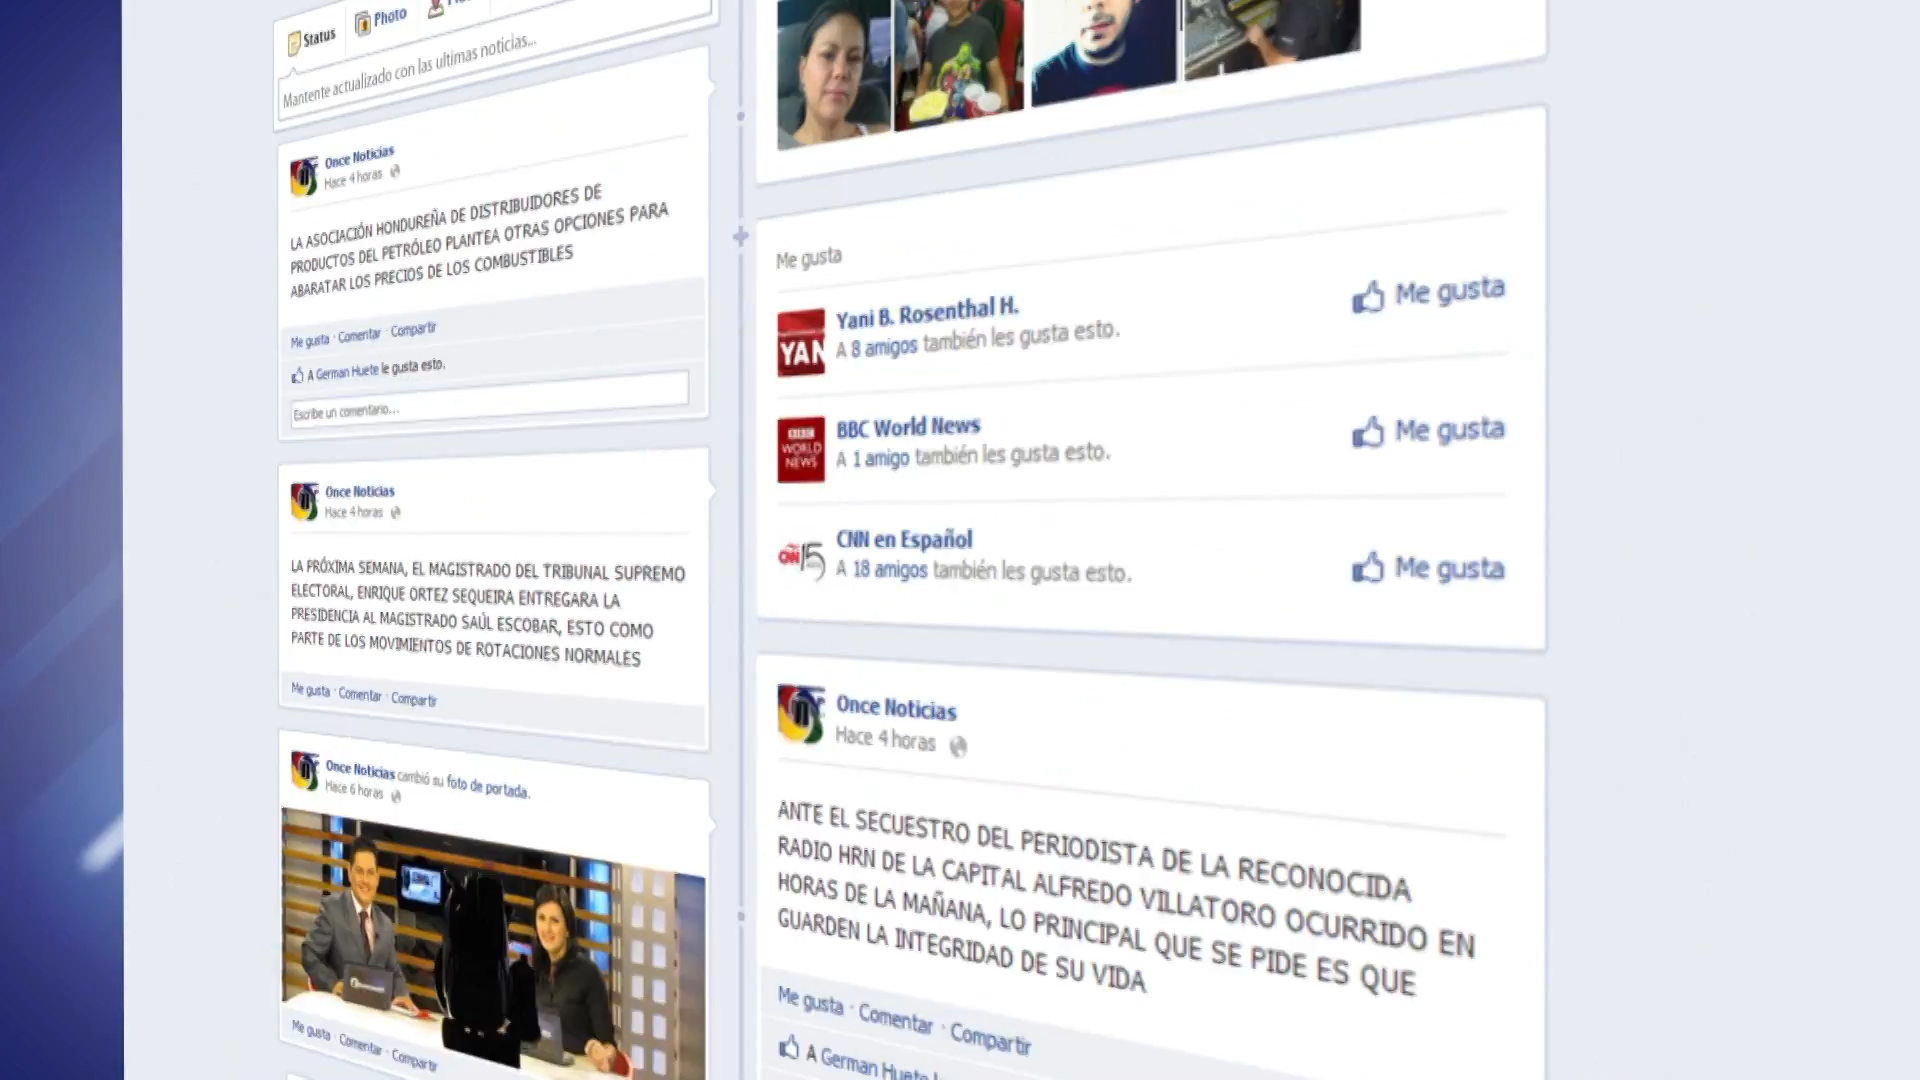 Status
Photo
Mantente actualizado con las ultimas noticias...
Once Noticias
Hace 4 horas
LA ASOCIACIÓN HONDUREÑA DE DISTRIBUIDORES DE
PRODUCTOS DEL PETRÓLEO PLANTEA OTRAS OPCIONES PARA
ABARATAR LOS PRECIOS DE LOS COMBUSTIBLES
Me gusta · Comentar · Compartir
A German Huete le gusta esto.
Escribe un comentario...
Once Noticias
Hace 4 horas
LA PRÓXIMA SEMANA, EL MAGISTRADO DEL TRIBUNAL SUPREMO
ELECTORAL, ENRIQUE ORTEZ SEQUEIRA ENTREGARA LA
PRESIDENCIA AL MAGISTRADO SAÚL ESCOBAR, ESTO COMO
PARTE DE LOS MOVIMIENTOS DE ROTACIONES NORMALES
Me gusta · Comentar · Compartir
Once Noticias cambió su foto de portada.
Hace 6 horas
Me gusta · Comentar · Compartir
Me gusta
YAN
Yani B. Rosenthal H.
A 8 amigos también les gusta esto.
Me gusta
BBC WORLD NEWS
BBC World News
A 1 amigo también les gusta esto.
Me gusta
CNN 15
CNN en Español
A 18 amigos también les gusta esto.
Me gusta
Once Noticias
Hace 4 horas
ANTE EL SECUESTRO DEL PERIODISTA DE LA RECONOCIDA
RADIO HRN DE LA CAPITAL ALFREDO VILLATORO OCURRIDO EN
HORAS DE LA MAÑANA, LO PRINCIPAL QUE SE PIDE ES QUE
GUARDEN LA INTEGRIDAD DE SU VIDA
Me gusta · Comentar · Compartir
A German Huete